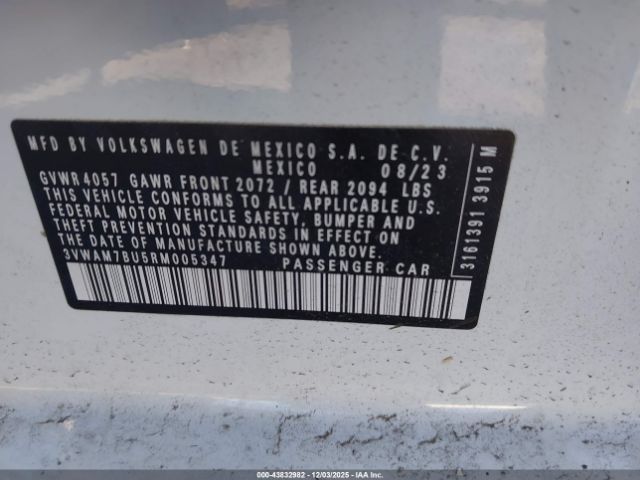 MFD BY VOLKSWAGEN DE MEXICO S.A. DE C.V.
MEXICO 08/23
GVWR 4057 GAWR FRONT 2072 / REAR 2094 LBS
THIS VEHICLE CONFORMS TO ALL APPLICABLE U.S.
FEDERAL MOTOR VEHICLE SAFETY, BUMPER AND
THEFT PREVENTION STANDARDS IN EFFECT ON
THE DATE OF MANUFACTURE SHOWN ABOVE.
3VWAM7BU5RM005347 PASSENGER CAR
3161391 3915 M
000-43832982 | 12/03/2025 | IAA Inc.